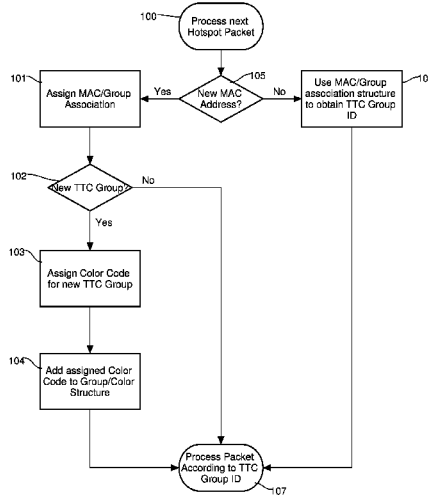 100
Process next
Hotspot Packet
101
Assign MAC/Group
Association
Yes
105
New MAC
Address?
No
10
Use MAC/Group
association structure
to obtain TTC Group
ID
102
New TTC Group?
No
Yes
103
Assign Color Code
for new TTC Group
104
Add assigned Color
Code to Group/Color
Structure
Process Packet
According to TTC
Group ID
107